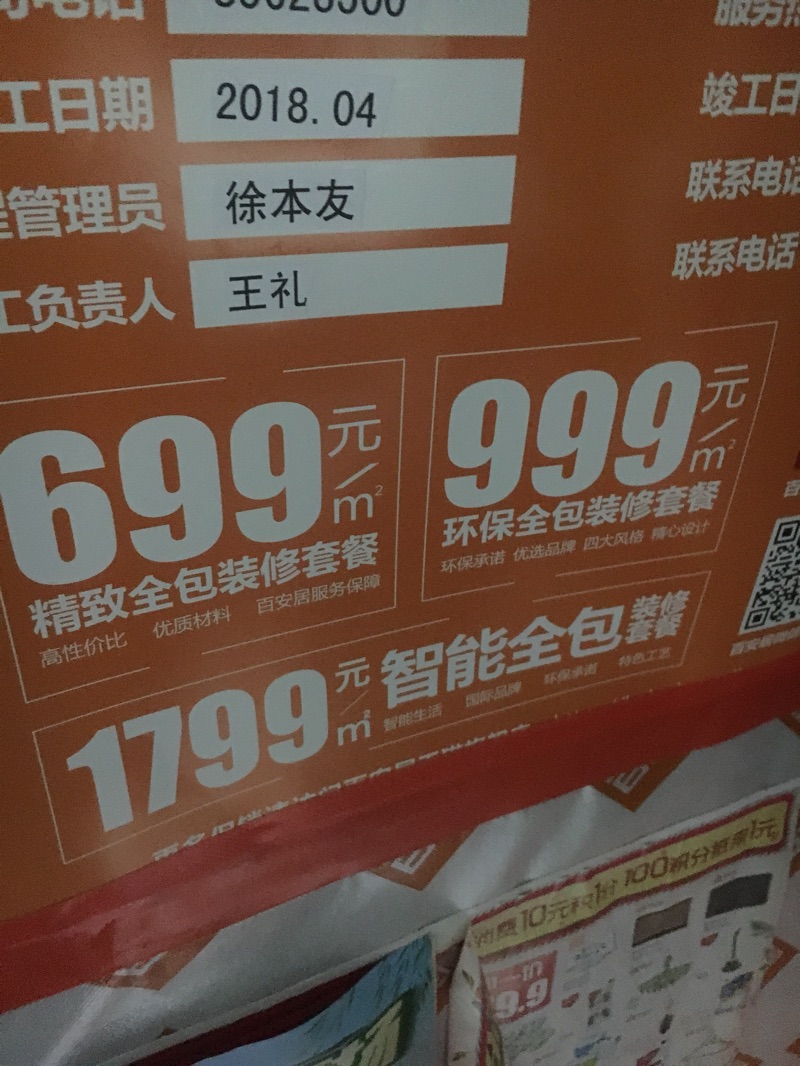 电话
服务
工日期
2018.04
竣工日
管理员
徐本友
联系电话
工负责人
王礼
联系电话
699元/m²
精致全包装修套餐
高性价比 优质材料 百安居服务保障
999元/m²
环保全包装修套餐
环保承诺 优选品牌 四大风格 精心设计
1799元/m²
智能全包装修套餐
智能生活 国际品牌 环保承诺 特色工艺
9.9